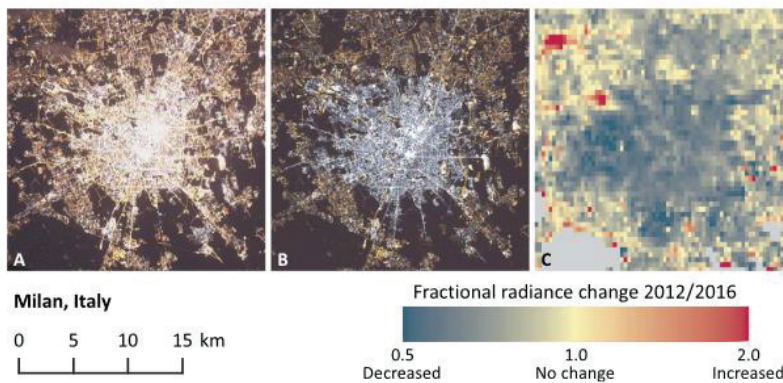 A
B
C
Milan, Italy
0 5 10 15 km
Fractional radiance change 2012/2016
0.5 1.0 2.0
Decreased No change Increased